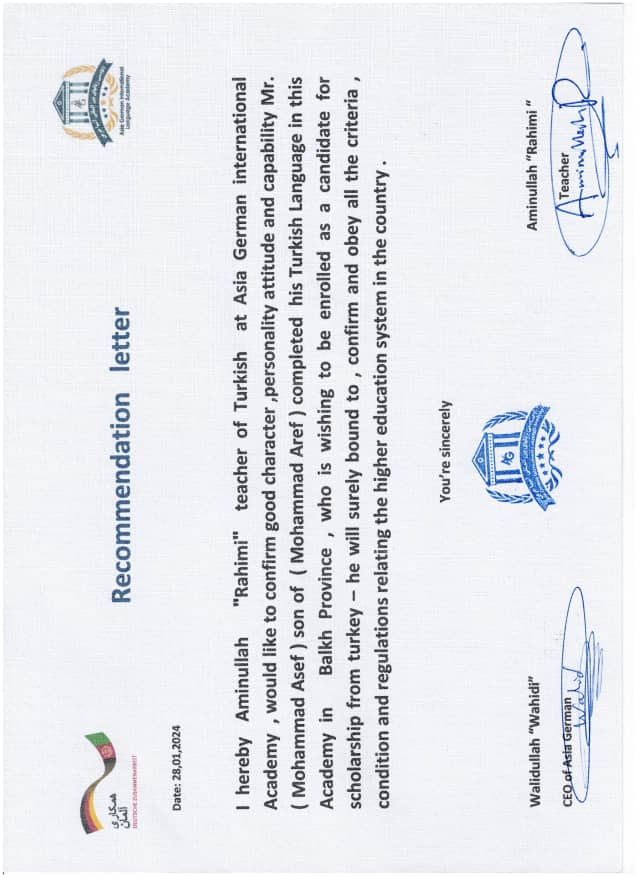 همکاری
آلمان
DEUTSCHE ZUSAMMENARBEIT
Asia German International
Language Academy
Recommendation letter
Date: 28,01,2024
I hereby Aminullah "Rahimi" teacher of Turkish at Asia German international
Academy , would like to confirm good character ,personality attitude and capability Mr.
( Mohammad Asef ) son of ( Mohammad Aref ) completed his Turkish Language in this
Academy in Balkh Province , who is wishing to be enrolled as a candidate for
scholarship from turkey – he will surely bound to , confirm and obey all the criteria ,
condition and regulations relating the higher education system in the country .
You’re sincerely
Walidullah “Wahidi”
CEO of Asia German
Wahid
Aminullah “Rahimi “
Teacher